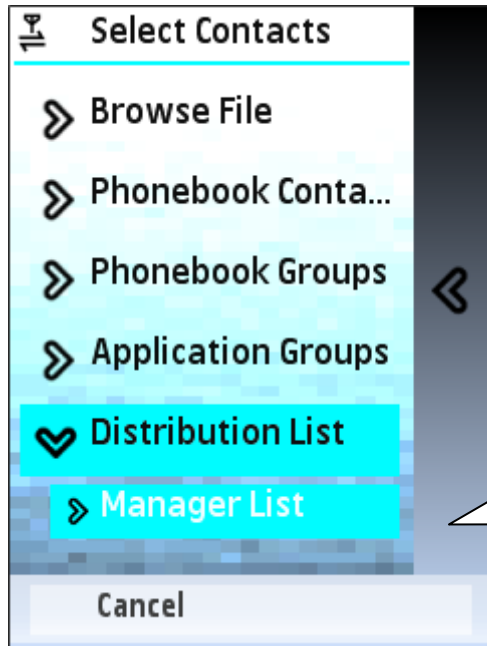 Select Contacts
Browse File
Phonebook Conta...
Phonebook Groups
Application Groups
Distribution List
Manager List
Cancel